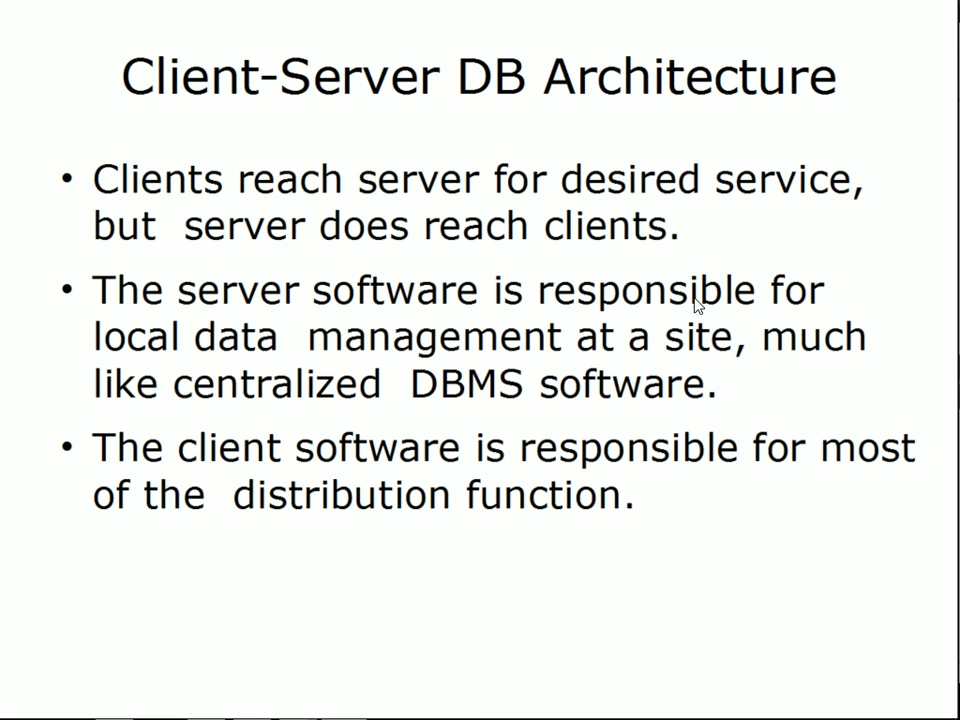 Client-Server DB Architecture
• Clients reach server for desired service,
but  server does reach clients.
• The server software is responsible for
local data  management at a site, much
like centralized  DBMS software.
• The client software is responsible for most
of the  distribution function.